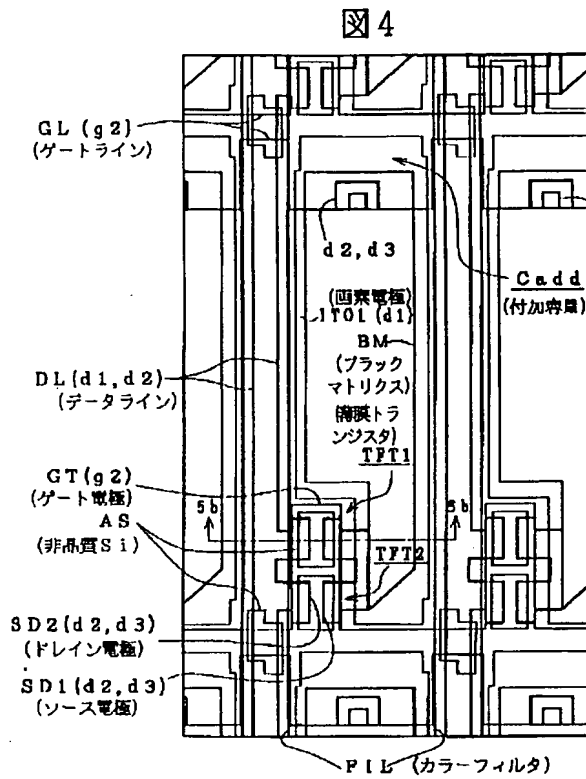 図4
GL(g2)
(ゲートライン)
d2,d3
Cadd
(付加容量)
(画素電極)
ITO1(d1)
BM
(ブラック
マトリクス)
DL(d1,d2)
(データライン)
(薄膜トラ
ンジスタ)
TFT1
GT(g2)
(ゲート電極)
5b
5b
AS
(非晶質Si)
TFT2
SD2(d2,d3)
(ドレイン電極)
SD1(d2,d3)
(ソース電極)
FIL(カラーフィルタ)